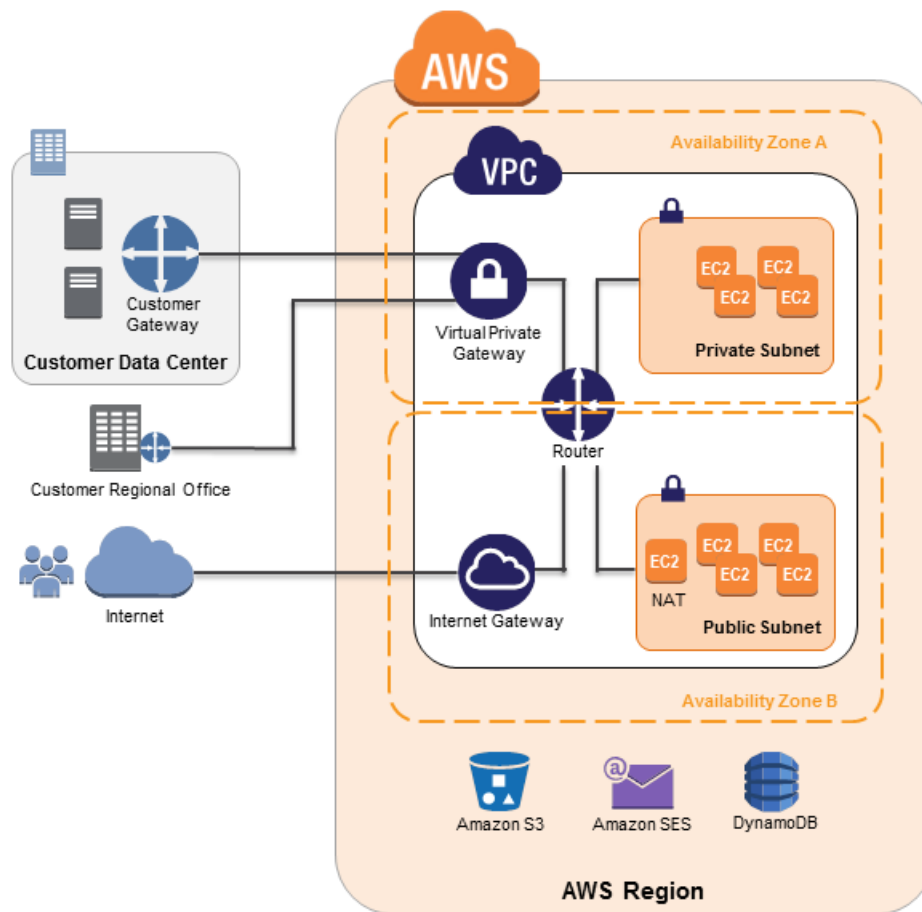 AWS
Availability Zone A
VPC
EC2
EC2
EC2
EC2
Private Subnet
Customer
Gateway
Customer Data Center
Virtual Private
Gateway
Router
Customer Regional Office
EC2
EC2
EC2
EC2
EC2
NAT
Public Subnet
Internet
Internet Gateway
Availability Zone B
@
Amazon S3
Amazon SES
DynamoDB
AWS Region